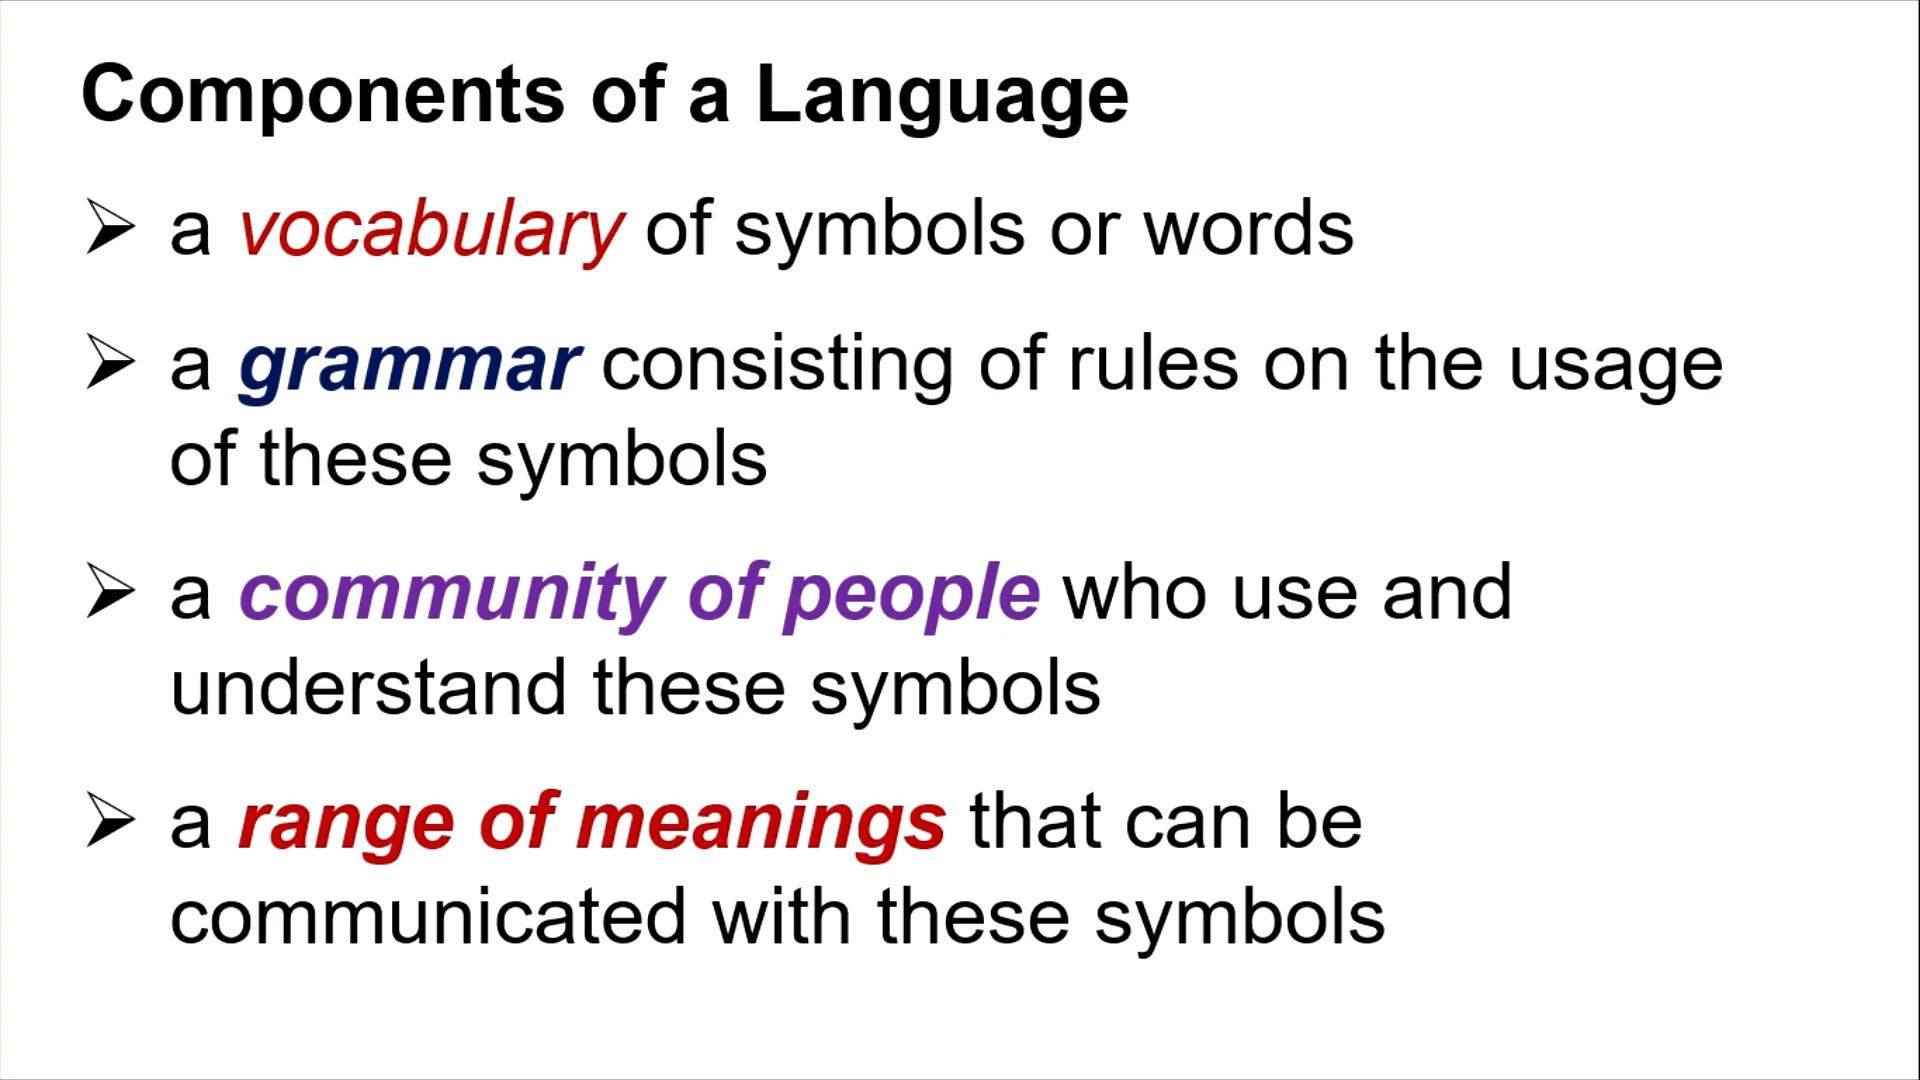 Components of a Language
➢ a vocabulary of symbols or words
➢ a grammar consisting of rules on the usage
of these symbols
➢ a community of people who use and
understand these symbols
➢ a range of meanings that can be
communicated with these symbols